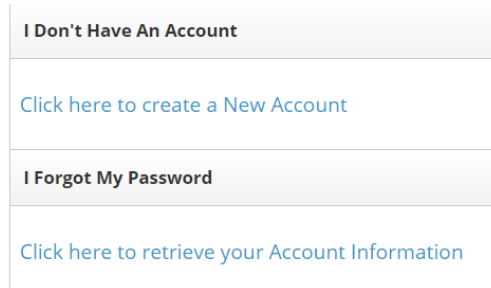 I Don't Have An Account
Click here to create a New Account
I Forgot My Password
Click here to retrieve your Account Information